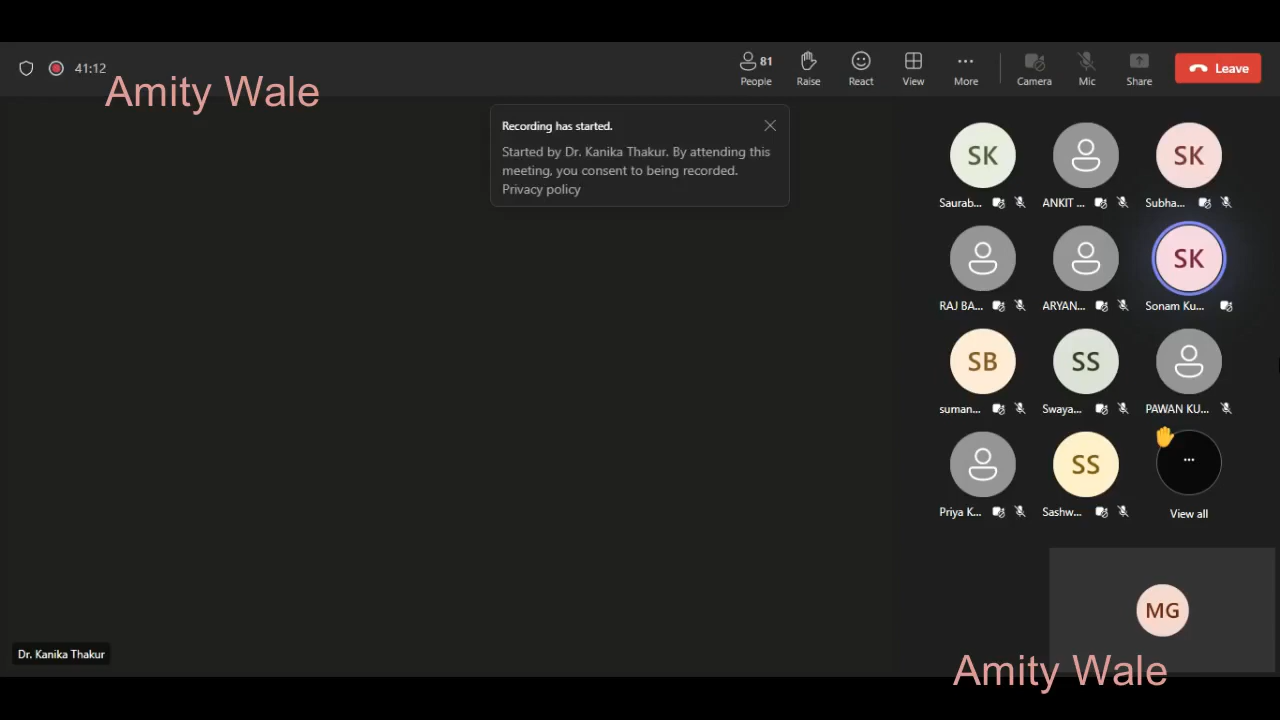 41:12
Amity Wale
81
People
Raise
React
View
More
Camera
Mic
Share
Leave
Recording has started.
Started by Dr. Kanika Thakur. By attending this
meeting, you consent to being recorded.
Privacy policy
SK
SK
Saurab...
ANKIT ...
Subha...
SK
RAJ BA...
ARYAN...
Sonam Ku...
SB
SS
suman...
Swaya...
PAWAN KU...
SS
...
Priya K...
Sashw...
View all
MG
Dr. Kanika Thakur
Amity Wale